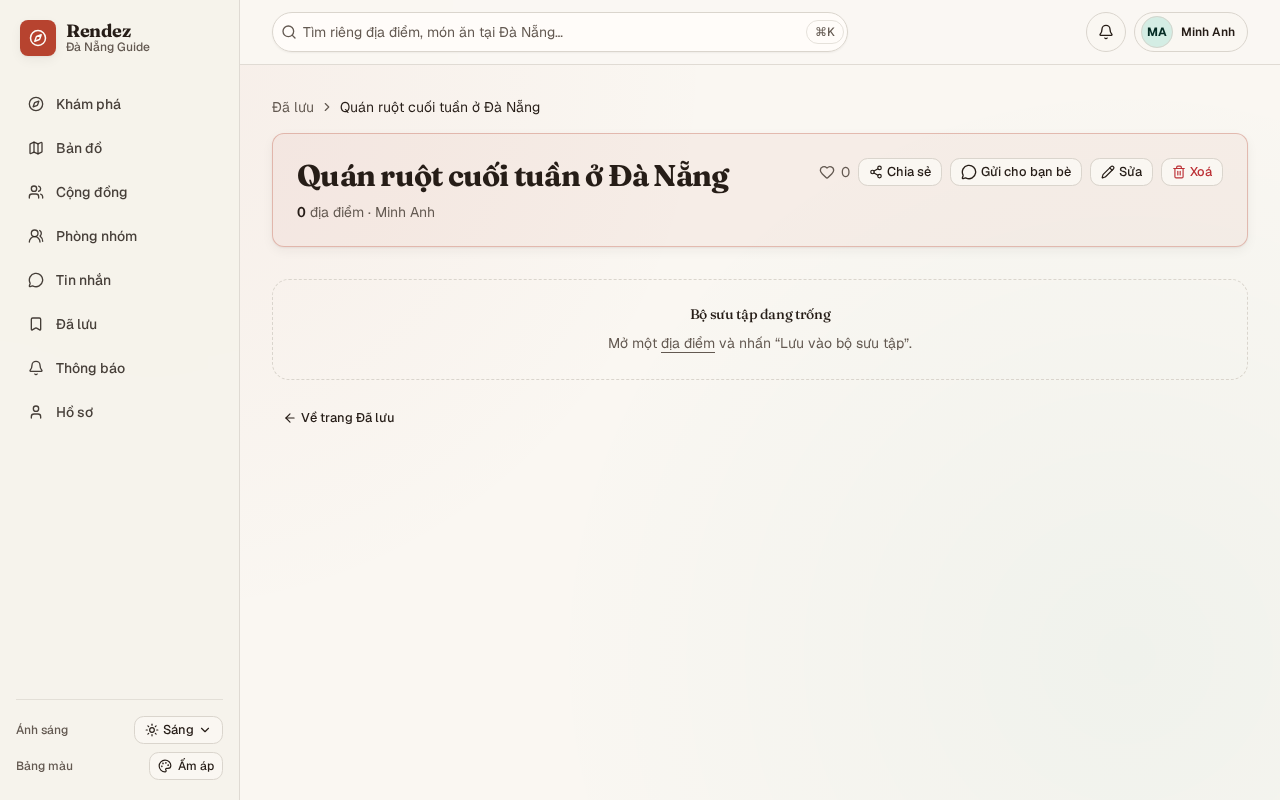 Rendez
Đà Nẵng Guide
Tìm riêng địa điểm, món ăn tại Đà Nẵng…
⌘K
MA
Minh Anh
Khám phá
Bản đồ
Cộng đồng
Phòng nhóm
Tin nhắn
Đã lưu
Thông báo
Hồ sơ
Ánh sáng
Sáng
Bảng màu
Ấm áp
Đã lưu
Quán ruột cuối tuần ở Đà Nẵng
Quán ruột cuối tuần ở Đà Nẵng
0
Chia sẻ
Gửi cho bạn bè
Sửa
Xoá
0 địa điểm · Minh Anh
Bộ sưu tập đang trống
Mở một địa điểm và nhấn “Lưu vào bộ sưu tập”.
Về trang Đã lưu